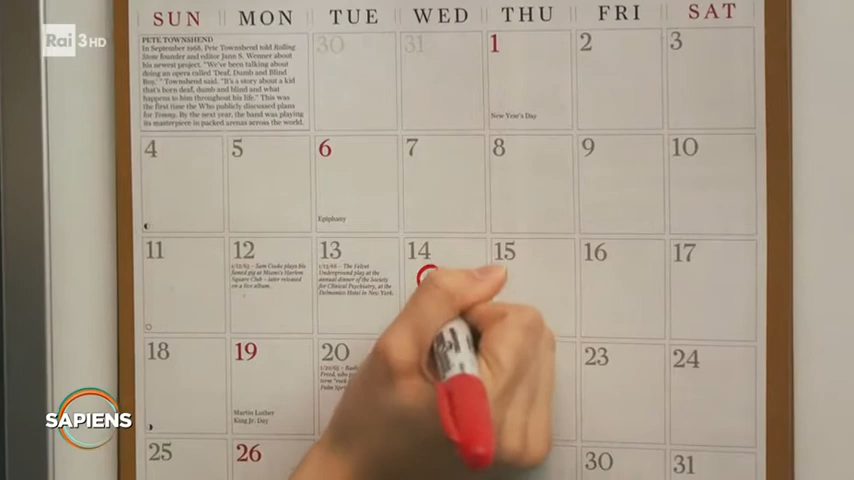 SUN MON TUE WED THU FRI SAT
Rai 3 HD
PETE TOWNSHEND
In September 1968, Pete Townshend told Rolling
Stone founder and editor Jann S. Wenner about
his newest project. "We've been talking about
doing an opera called 'Deaf, Dumb and Blind
Boy,' " Townshend said. "It's a story about a kid
that's born deaf, dumb and blind and what
happens to him throughout his life." This was
the first time the Who publicly discussed plans
for Tommy. By the next year, the band was playing
its masterpiece in packed arenas across the world.
30 31 1 2 3
New Year's Day
4 5 6 7 8 9 10
Epiphany
11 12 13 14 15 16 17
1/12/63 – Sam Cooke plays his
famed gig at Miami's Harlem
Square Club – later released
on a live album.
1/13/66 – The Velvet
Underground play at the
annual dinner of the Society
for Clinical Psychiatry, at the
Delmonico Hotel in New York.
18 19 20 23 24
Martin Luther
King Jr. Day
Freed, who
term "rock
Palm Spri
SAPIENS
25 26 30 31